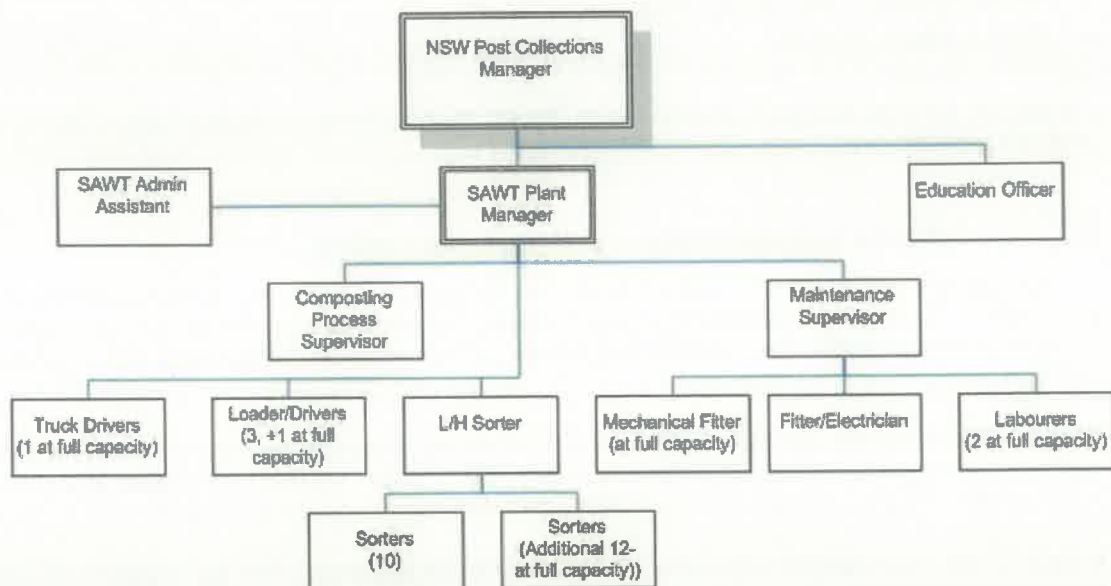 NSW Post Collections
Manager
SAWT Admin
Assistant
SAWT Plant
Manager
Education Officer
Composting
Process
Supervisor
Maintenance
Supervisor
Truck Drivers
(1 at full capacity)
Loader/Drivers
(3, +1 at full
capacity)
L/H Sorter
Mechanical Fitter
(at full capacity)
Fitter/Electrician
Labourers
(2 at full capacity)
Sorters
(10)
Sorters
(Additional 12-
at full capacity))